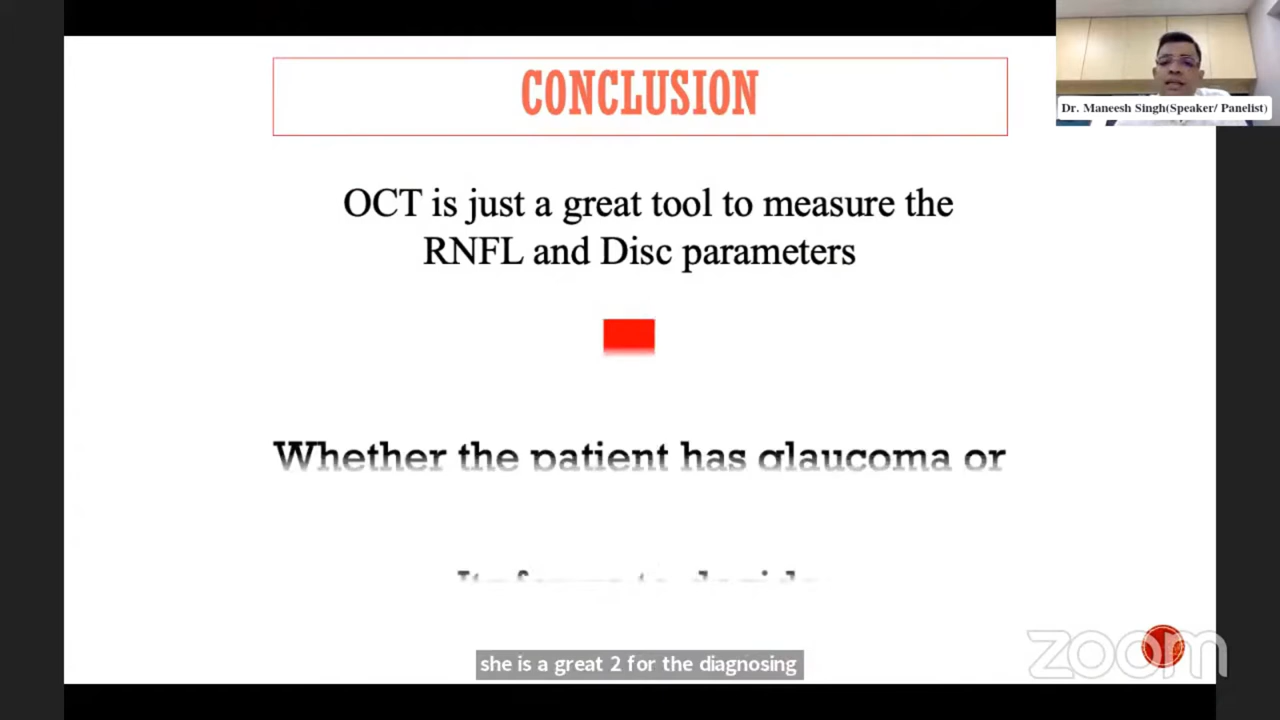 CONCLUSION
Dr. Maneesh Singh(Speaker/ Panelist)
OCT is just a great tool to measure the
RNFL and Disc parameters
Whether the patient has glaucoma or
she is a great 2 for the diagnosing
zoom